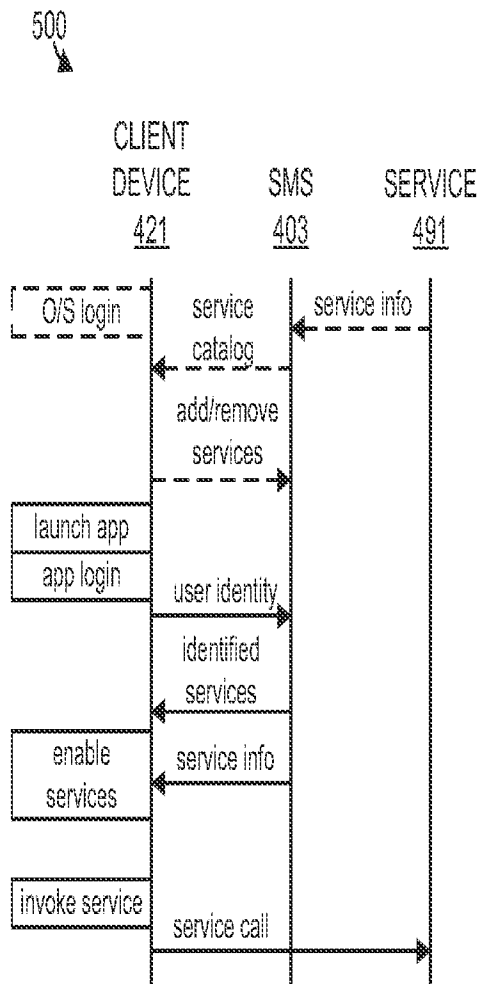 500
CLIENT
DEVICE
421
SMS
403
SERVICE
491
O/S login
service
catalog
service info
add/remove
services
launch app
app login
user identity
identified
services
enable
services
service info
invoke service
service call